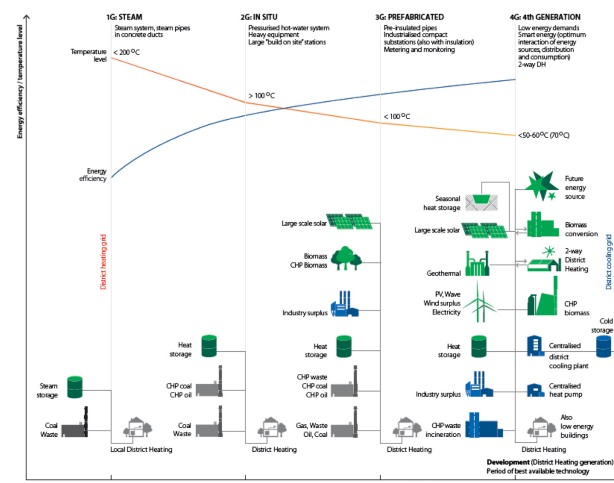 1G: STEAM
Steam system, steam pipes
in concrete ducts
2G: IN SITU
Pressurised hot-water system
Heavy equipment
Large "build on site" stations
3G: PREFABRICATED
Pre-insulated pipes
Industrialised compact
substations (also with insulation)
Metering and monitoring
4G: 4TH GENERATION
Low energy demands
Smart energy (optimum
interaction of energy
sources, distribution
and consumption)
2-way DH
Energy efficiency / temperature level
Temperature
level
< 200 °C
> 100 °C
< 100 °C
<50-60°C (70°C)
Energy
efficiency
District heating grid
District cooling grid
Seasonal
heat storage
Future
energy
source
Large scale solar
Large scale solar
Biomass
conversion
Biomass
CHP Biomass
Geothermal
2-way
District
Heating
Industry surplus
PV, Wave
Wind surplus
Electricity
CHP
biomass
Cold
storage
Heat
storage
Heat
storage
Heat
storage
Centralised
district
cooling plant
Steam
storage
CHP coal
CHP oil
CHP waste
CHP coal
CHP oil
Industry surplus
Centralised
heat pump
Coal
Waste
Coal
Waste
Gas, Waste
Oil, Coal
CHP waste
incineration
Also
low energy
buildings
Local District Heating
District Heating
District Heating
District Heating
Development (District Heating generation)
Period of best available technology